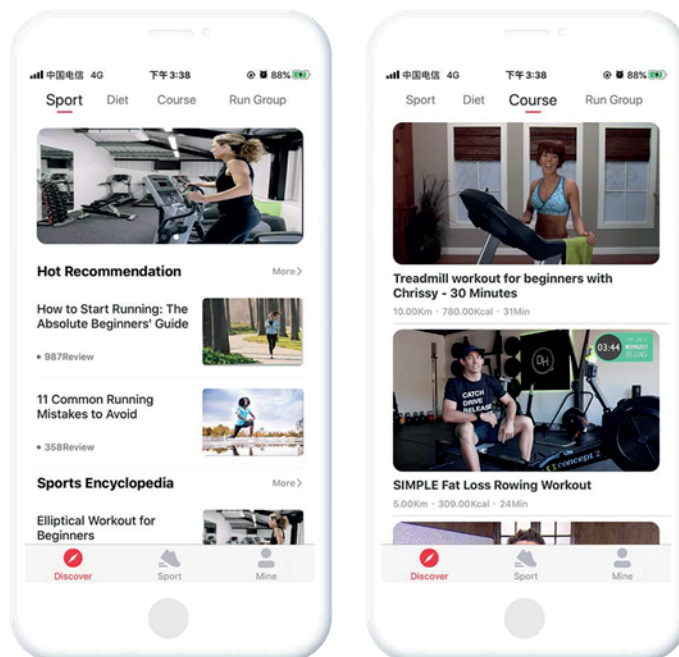 中国电信 4G 下午 3:38 88%
Sport Diet Course Run Group
Hot Recommendation More >
How to Start Running: The
Absolute Beginners' Guide
• 987Review
11 Common Running
Mistakes to Avoid
• 358Review
Sports Encyclopedia More >
Elliptical Workout for
Beginners
Discover Sport Mine
中国电信 4G 下午 3:38 88%
Sport Diet Course Run Group
Treadmill workout for beginners with
Chrissy - 30 Minutes
10.00Km · 780.00Kcal · 31Min
03:44
WORKOUT
DH
CATCH
DRIVE
RELEASE
concept 2
SIMPLE Fat Loss Rowing Workout
5.00Km · 309.00Kcal · 24Min
Discover Sport Mine